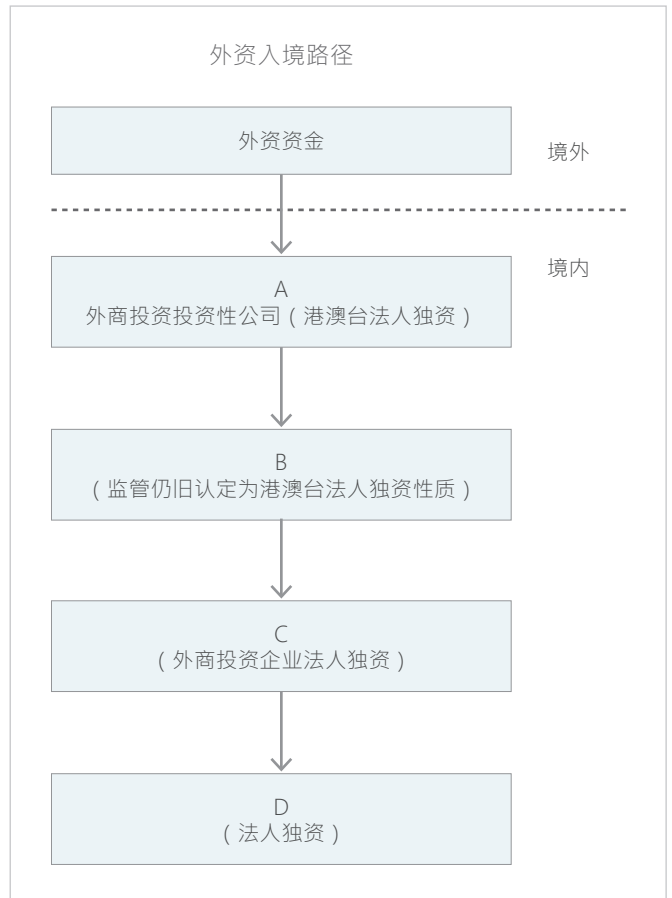 外资入境路径
外资资金
境外
境内
A
外商投资投资性公司（港澳台法人独资）
B
（监管仍旧认定为港澳台法人独资性质）
C
（外商投资企业法人独资）
D
（法人独资）